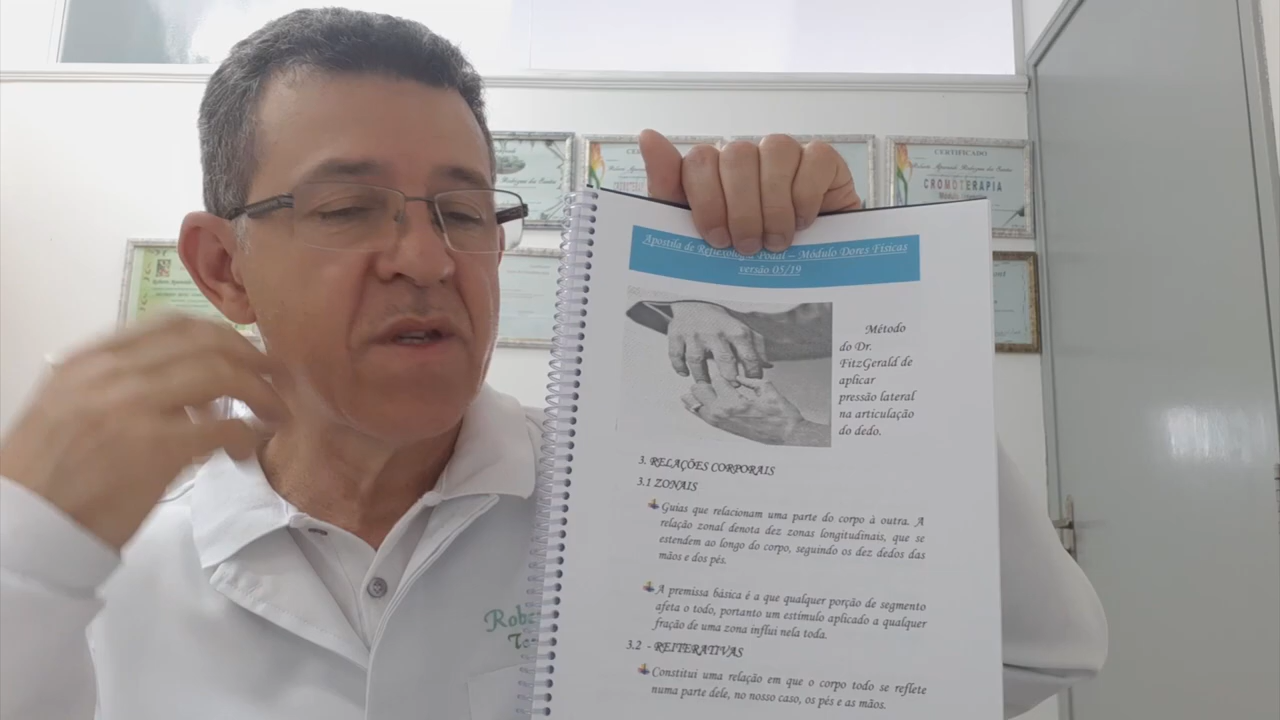 CERTIFICADO
CROMOTERAPIA
Apostila de Reflexologia Podal – Módulo Dores Físicas
versão 05/19
Método
do Dr.
FitzGerald de
aplicar
pressão lateral
na articulação
do dedo.
3. RELAÇÕES CORPORAIS
3.1 ZONAIS
Guias que relacionam uma parte do corpo à outra. A
relação zonal denota dez zonas longitudinais, que se
estendem ao longo do corpo, seguindo os dez dedos das
mãos e dos pés.
A premissa básica é a que qualquer porção de segmento
afeta o todo, portanto um estímulo aplicado a qualquer
fração de uma zona influi nela toda.
3.2 - REITERATIVAS
Constitui uma relação em que o corpo todo se reflete
numa parte dele, no nosso caso, os pés e as mãos.